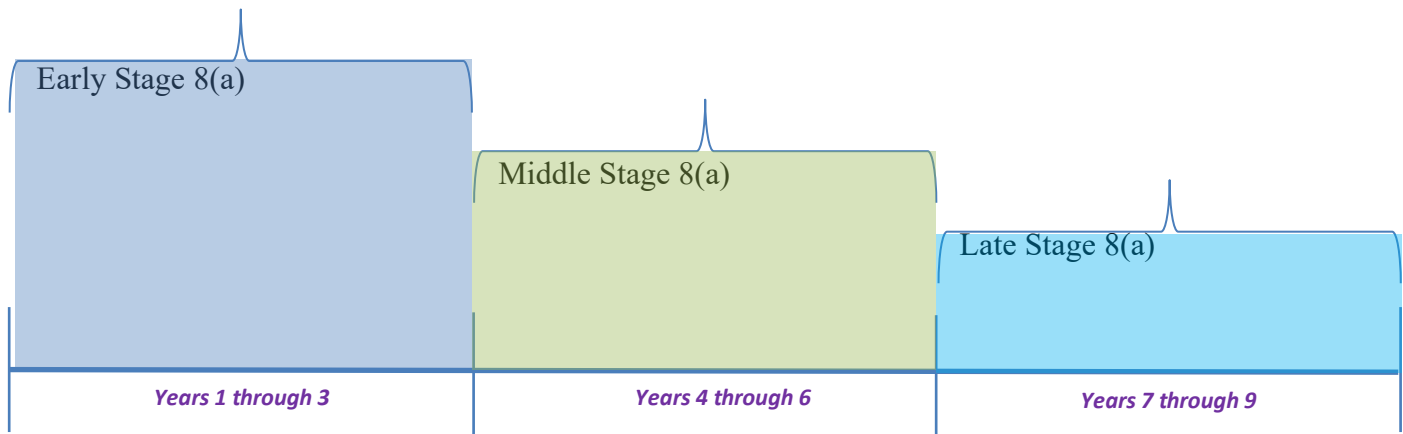 Early Stage 8(a)
Middle Stage 8(a)
Late Stage 8(a)
Years 1 through 3
Years 4 through 6
Years 7 through 9